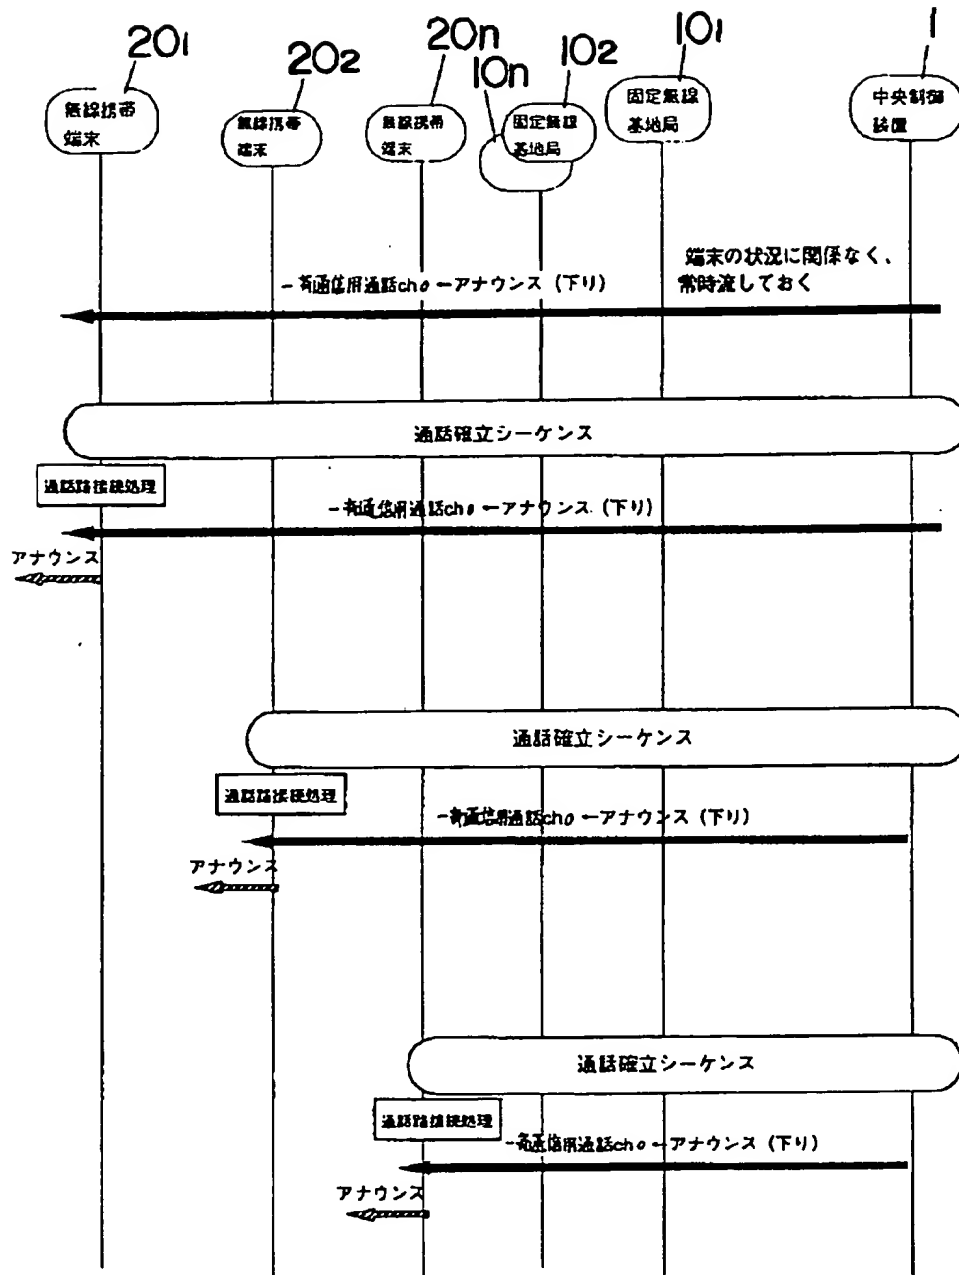 201
202
20n
10n
102
101
1
無線携帯
端末
無線携帯
端末
無線携帯
端末
固定無線
基地局
固定無線
基地局
中央制御
装置
端末の状況に関係なく、
常時流しておく
一斉通信用通話cho ←アナウンス (下り)
通話確立シーケンス
通話路接続処理
一斉通信用通話cho ←アナウンス (下り)
アナウンス
通話確立シーケンス
通話路接続処理
一斉通信用通話cho ←アナウンス (下り)
アナウンス
通話確立シーケンス
通話路接続処理
一斉通信用通話cho ←アナウンス (下り)
アナウンス